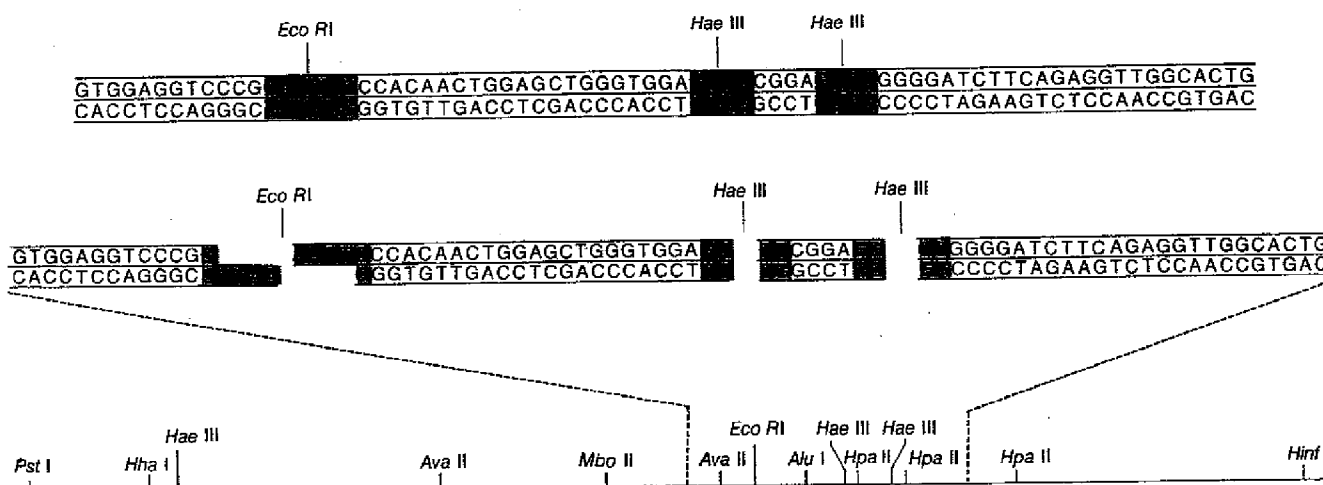 Eco RI Hae III Hae III
GTGGAGGTCCCG CCACAACTGGAGCTGGGTGGA CGGA GGGGATCTTCAGAGGTTGGCACTG
CACCTCCAGGGC GGTGTTGACCTCGACCCACCT GCCT CCCCTAGAAGTCTCCAACCGTGAC
Eco RI Hae III Hae III
GTGGAGGTCCCG CCACAACTGGAGCTGGGTGGA CGGA GGGGATCTTCAGAGGTTGGCACTG
CACCTCCAGGGC GGTGTTGACCTCGACCCACCT GCCT CCCCTAGAAGTCTCCAACCGTGAC
Hae III Eco RI Hae III Hae III
Pst I Hha I Ava II Mbo II Ava II Alu I Hpa II Hpa II Hpa II Hinf